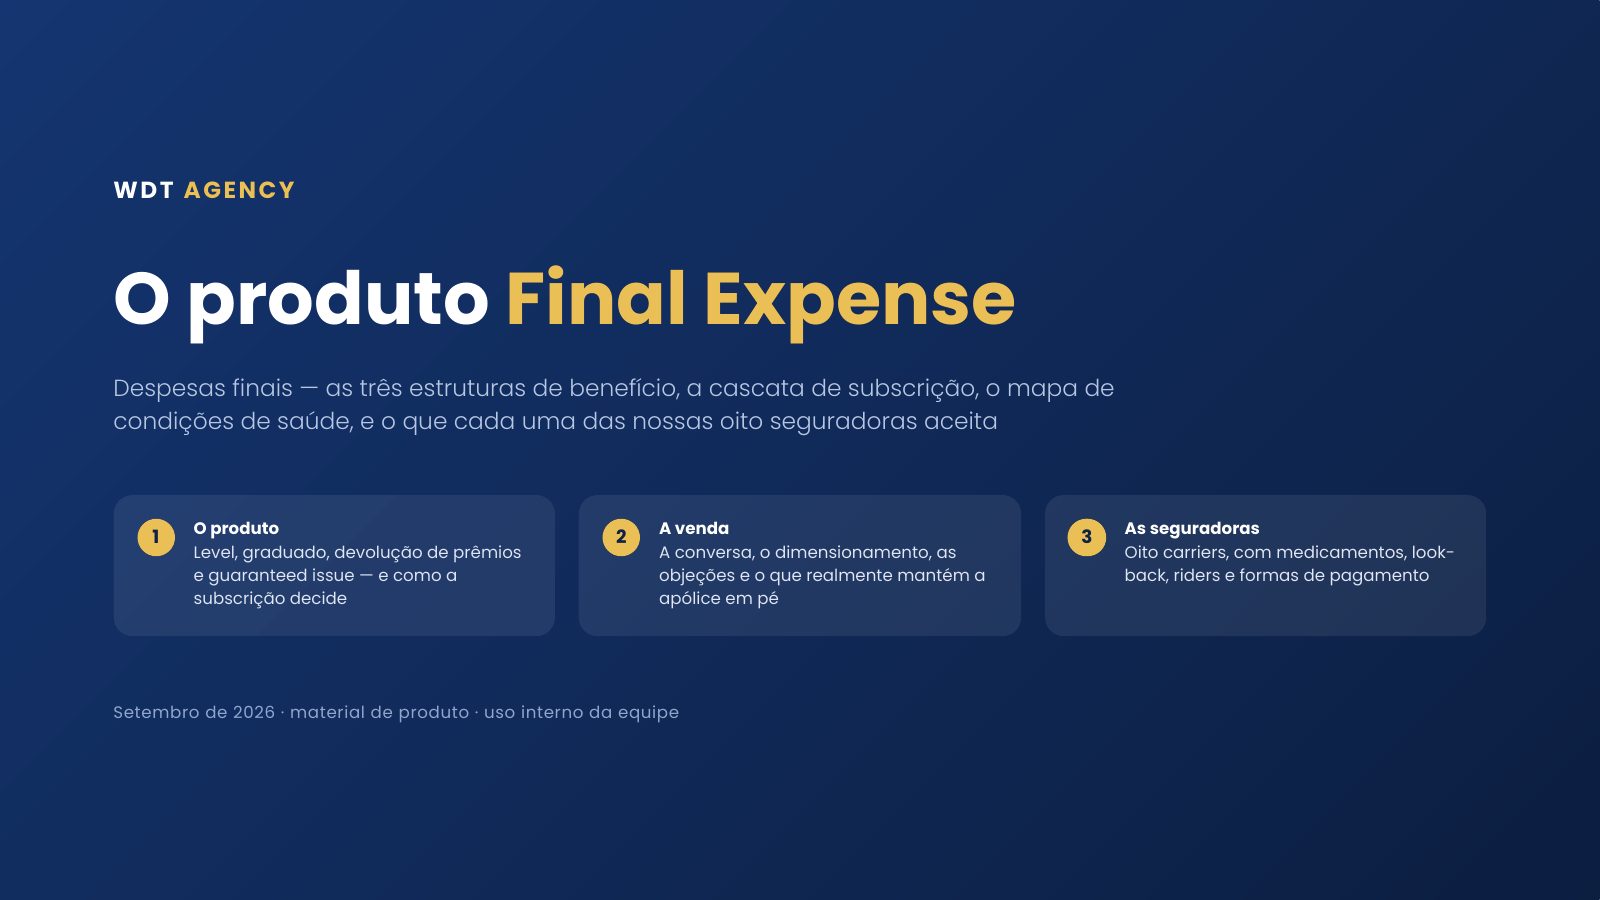 WDT AGENCY
O produto Final Expense
Despesas finais — as três estruturas de benefício, a cascata de subscrição, o mapa de
condições de saúde, e o que cada uma das nossas oito seguradoras aceita
1
O produto
Level, graduado, devolução de prêmios
e guaranteed issue — e como a
subscrição decide
2
A venda
A conversa, o dimensionamento, as
objeções e o que realmente mantém a
apólice em pé
3
As seguradoras
Oito carriers, com medicamentos, look-
back, riders e formas de pagamento
Setembro de 2026 · material de produto · uso interno da equipe